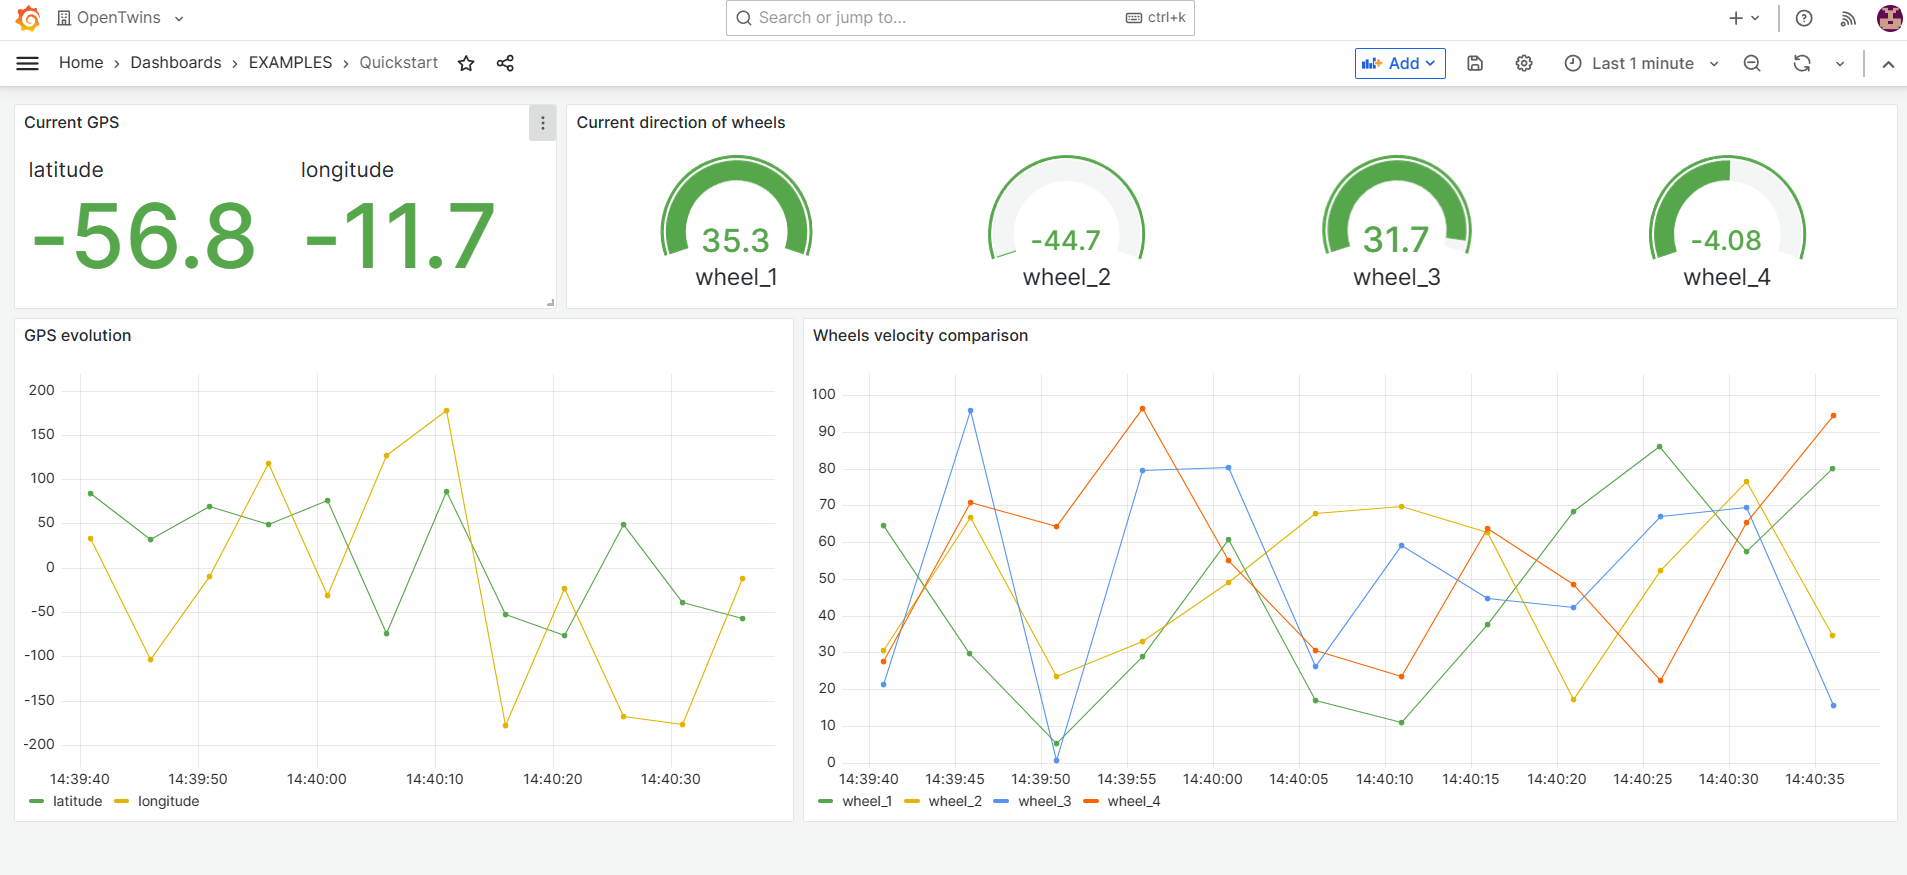 OpenTwins
Search or jump to...
ctrl+k
Home › Dashboards › EXAMPLES › Quickstart
Add
Last 1 minute
Current GPS
latitude
longitude
-56.8
-11.7
Current direction of wheels
35.3
-44.7
31.7
-4.08
wheel_1
wheel_2
wheel_3
wheel_4
GPS evolution
200
150
100
50
0
-50
-100
-150
-200
14:39:40 14:39:50 14:40:00 14:40:10 14:40:20 14:40:30
latitude longitude
Wheels velocity comparison
100
90
80
70
60
50
40
30
20
10
0
14:39:40 14:39:45 14:39:50 14:39:55 14:40:00 14:40:05 14:40:10 14:40:15 14:40:20 14:40:25 14:40:30 14:40:35
wheel_1 wheel_2 wheel_3 wheel_4